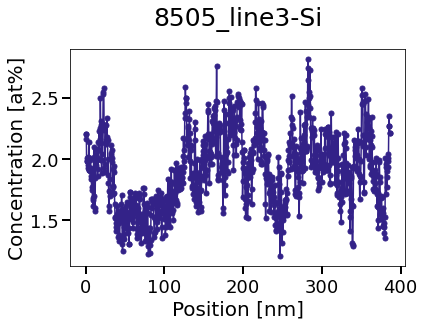 8505_line3-Si
Concentration [at%]
2.5
2.0
1.5
0 100 200 300 400
Position [nm]